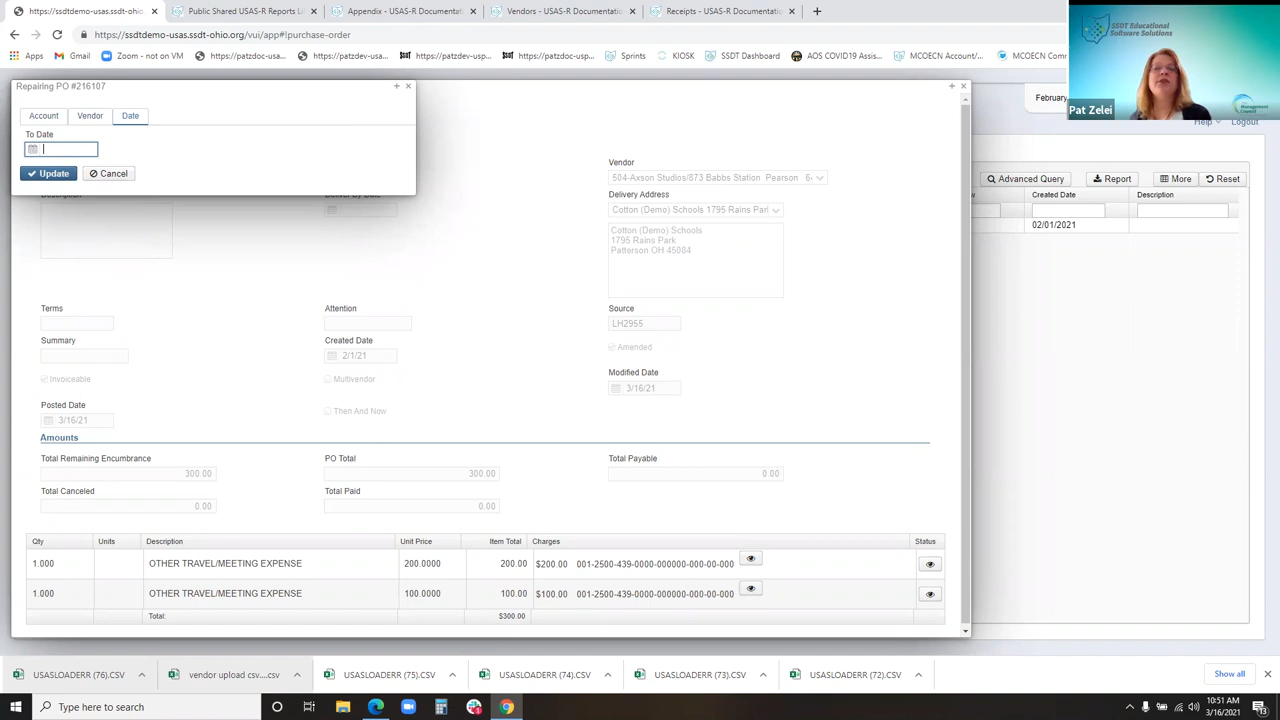 https://ssdtdemo-usas.ssdt-ohio.org
Public Shared USAS-R Reports Li
Appendix - USAS-R Documentatio
Vendors - USAS-R Documentation
Receipts - USAS-R Documentation
https://ssdtdemo-usas.ssdt-ohio.org/vui/app#!purchase-order
Apps
Gmail
Zoom - not on VM
https://patzdev-usa...
https://patzdoc-usp...
https://patzdev-usp...
Sprints
KIOSK
SSDT Dashboard
AOS COVID19 Assis...
MCOECN Account/...
MCOECN Comm
SSDT Educational
Software Solutions
Management
Council
Pat Zelei
February
Help
Logout
Repairing PO #216107
Account
Vendor
Date
To Date
Update
Cancel
Vendor
504-Axson Studios/873 Babbs Station Pearson
Delivery Address
Cotton (Demo) Schools 1795 Rains Parl
Cotton (Demo) Schools
1795 Rains Park
Patterson OH 45084
Advanced Query
Report
More
Reset
Created Date
Description
02/01/2021
Terms
Attention
Source
LH2955
Summary
Created Date
2/1/21
Amended
Invoiceable
Multivendor
Modified Date
3/16/21
Posted Date
3/16/21
Then And Now
Amounts
Total Remaining Encumbrance
PO Total
Total Payable
300.00
300.00
0.00
Total Canceled
Total Paid
0.00
0.00
Qty
Units
Description
Unit Price
Item Total
Charges
Status
1.000
OTHER TRAVEL/MEETING EXPENSE
200.0000
200.00
$200.00
001-2500-439-0000-000000-000-00-000
1.000
OTHER TRAVEL/MEETING EXPENSE
100.0000
100.00
$100.00
001-2500-439-0000-000000-000-00-000
Total:
$300.00
USASLOADERR (76).CSV
vendor upload csv....csv
USASLOADERR (75).CSV
USASLOADERR (74).CSV
USASLOADERR (73).CSV
USASLOADERR (72).CSV
Show all
Type here to search
10:51 AM
3/16/2021